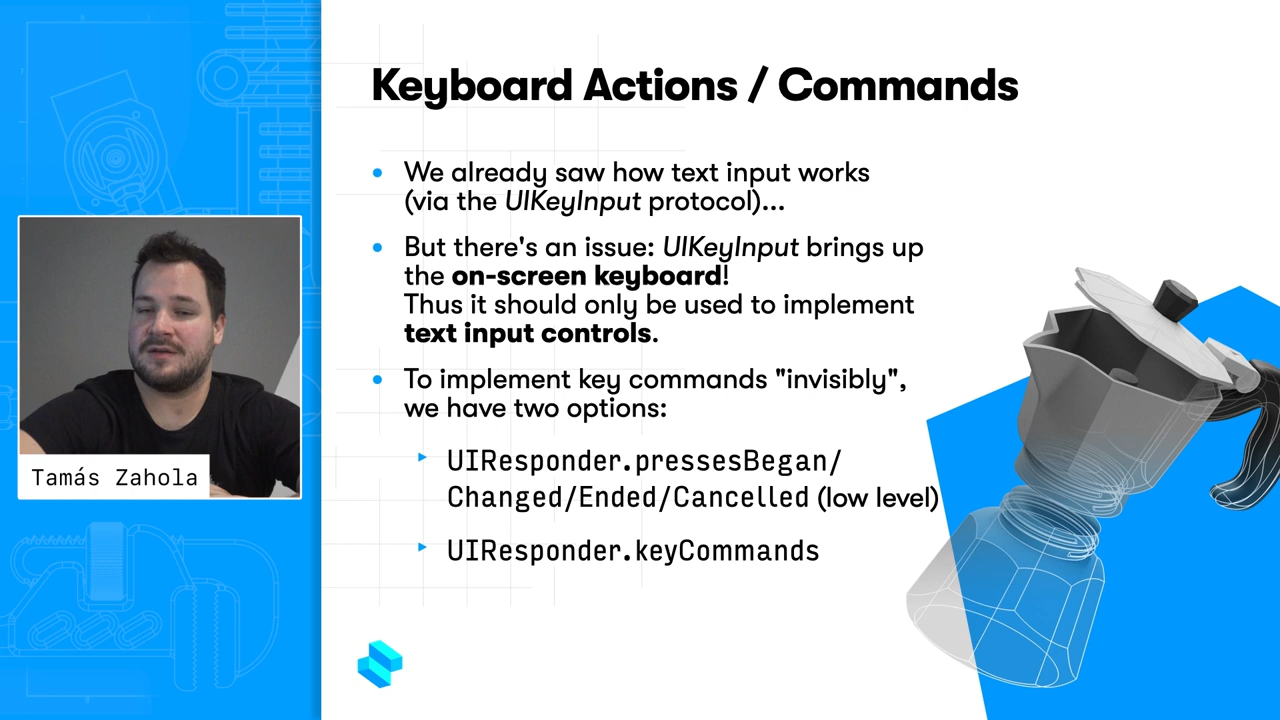 Keyboard Actions / Commands
• We already saw how text input works
(via the UIKeyInput protocol)...
• But there's an issue: UIKeyInput brings up
the on-screen keyboard!
Thus it should only be used to implement
text input controls.
• To implement key commands "invisibly",
we have two options:
‣ UIResponder.pressesBegan/
Changed/Ended/Cancelled (low level)
‣ UIResponder.keyCommands
Tamás Zahola